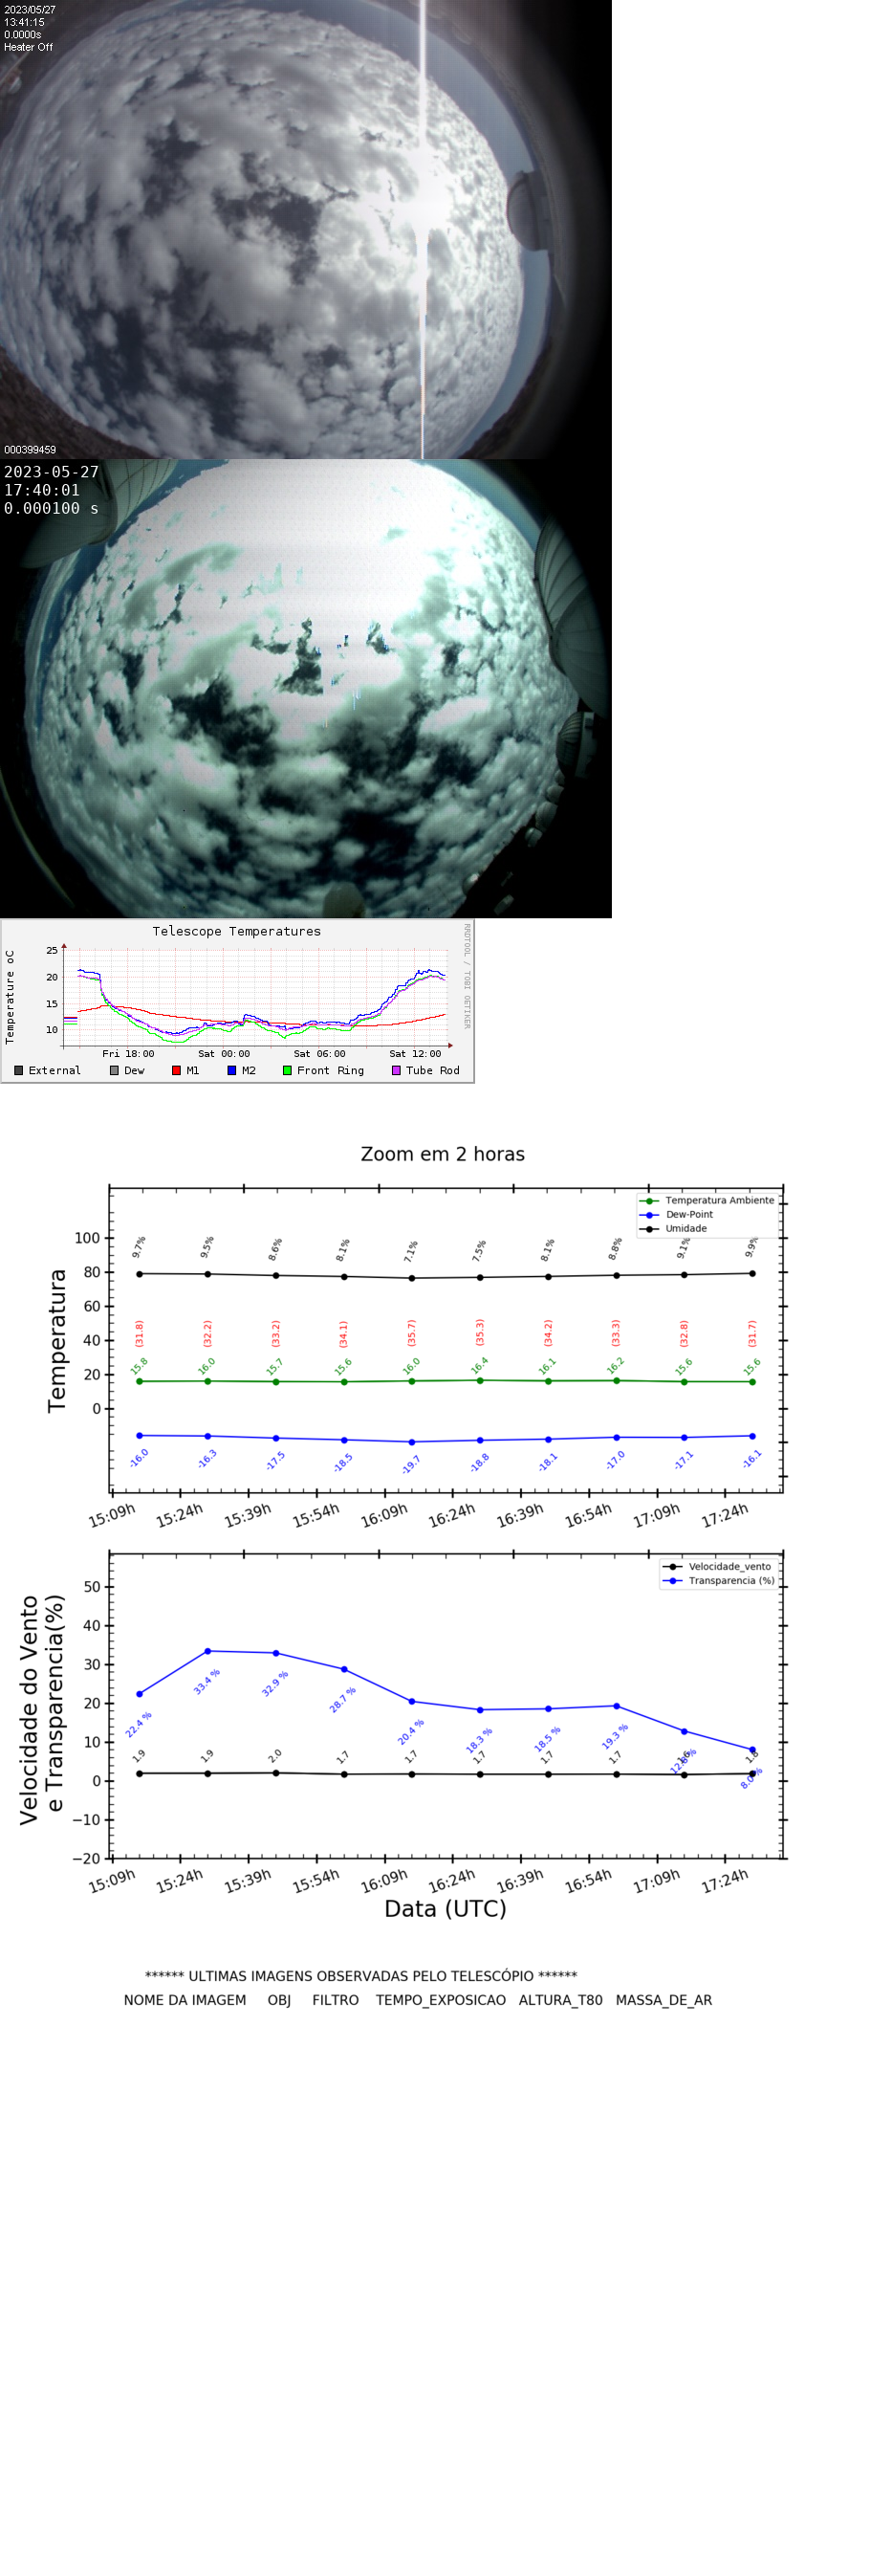 2023/05/27
13:41:15
0.0000s
Heater Off
000399459
2023-05-27
17:40:01
0.000100 s
Telescope Temperatures
RRDTOOL / TOBI OETIKER
Temperature oC
25
20
15
10
Fri 18:00 Sat 00:00 Sat 06:00 Sat 12:00
External Dew M1 M2 Front Ring Tube Rod
Zoom em 2 horas
Temperatura Ambiente
Dew-Point
Umidade
Temperatura
100
80
60
40
20
0
9.7% 9.5% 8.6% 8.1% 7.1% 7.5% 8.1% 8.8% 9.1% 9.9%
(31.8) (32.2) (33.2) (34.1) (35.7) (35.3) (34.2) (33.3) (32.8) (31.7)
15.8 16.0 15.7 15.6 16.0 16.4 16.1 16.2 15.6 15.6
-16.0 -16.3 -17.5 -18.5 -19.7 -18.8 -18.1 -17.0 -17.1 -16.1
15:09h 15:24h 15:39h 15:54h 16:09h 16:24h 16:39h 16:54h 17:09h 17:24h
Velocidade_vento
Transparencia (%)
Velocidade do Vento
e Transparencia(%)
50
40
30
20
10
0
−10
−20
22.4 % 33.4 % 32.9 % 28.7 % 20.4 % 18.3 % 18.5 % 19.3 % 8.0 %
1.9 1.9 2.0 1.7 1.7 1.7 1.7 1.7 1.8
15:09h 15:24h 15:39h 15:54h 16:09h 16:24h 16:39h 16:54h 17:09h 17:24h
Data (UTC)
****** ULTIMAS IMAGENS OBSERVADAS PELO TELESCÓPIO ******
NOME DA IMAGEM OBJ FILTRO TEMPO_EXPOSICAO ALTURA_T80 MASSA_DE_AR